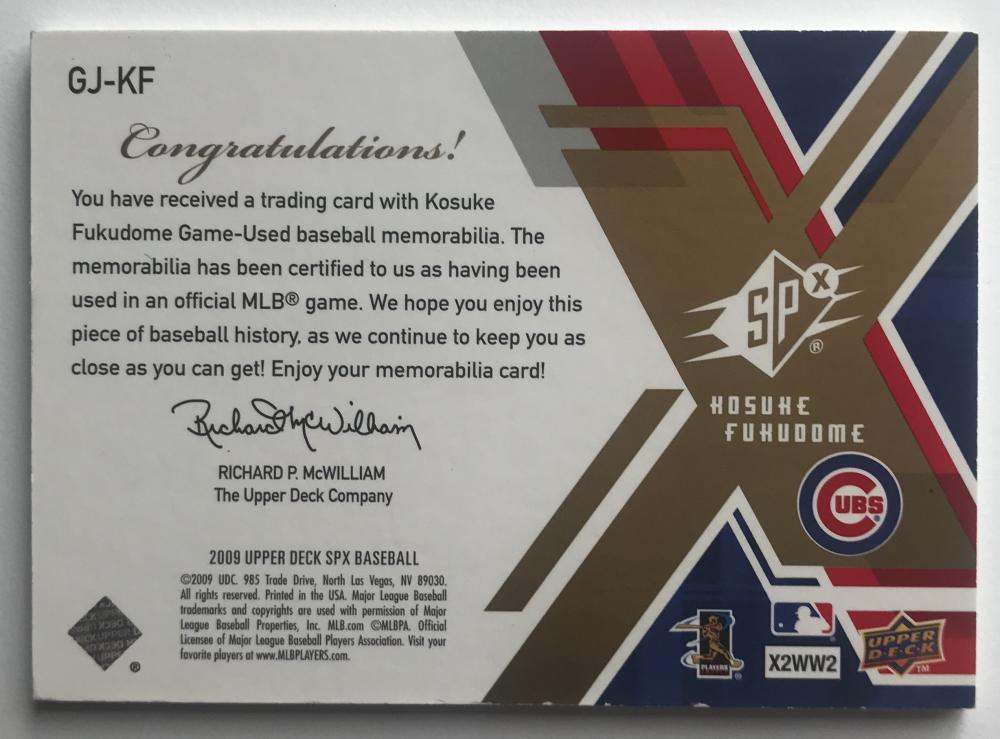 GJ-KF
Congratulations!
You have received a trading card with Kosuke
Fukudome Game-Used baseball memorabilia. The
memorabilia has been certified to us as having been
used in an official MLB® game. We hope you enjoy this
piece of baseball history, as we continue to keep you as
close as you can get! Enjoy your memorabilia card!
Richard P. McWilliam
RICHARD P. McWILLIAM
The Upper Deck Company
2009 UPPER DECK SPX BASEBALL
©2009 UDC. 985 Trade Drive, North Las Vegas, NV 89030.
All rights reserved. Printed in the USA. Major League Baseball
trademarks and copyrights are used with permission of Major
League Baseball Properties, Inc. MLB.com ©MLBPA. Official
Licensee of Major League Baseball Players Association. Visit your
favorite players at www.MLBPLAYERS.com.
®
SPX®
KOSUKE
FUKUDOME
CUBS®
PLAYERS
®
X2WW2
UPPER
D·E·C·K
TM